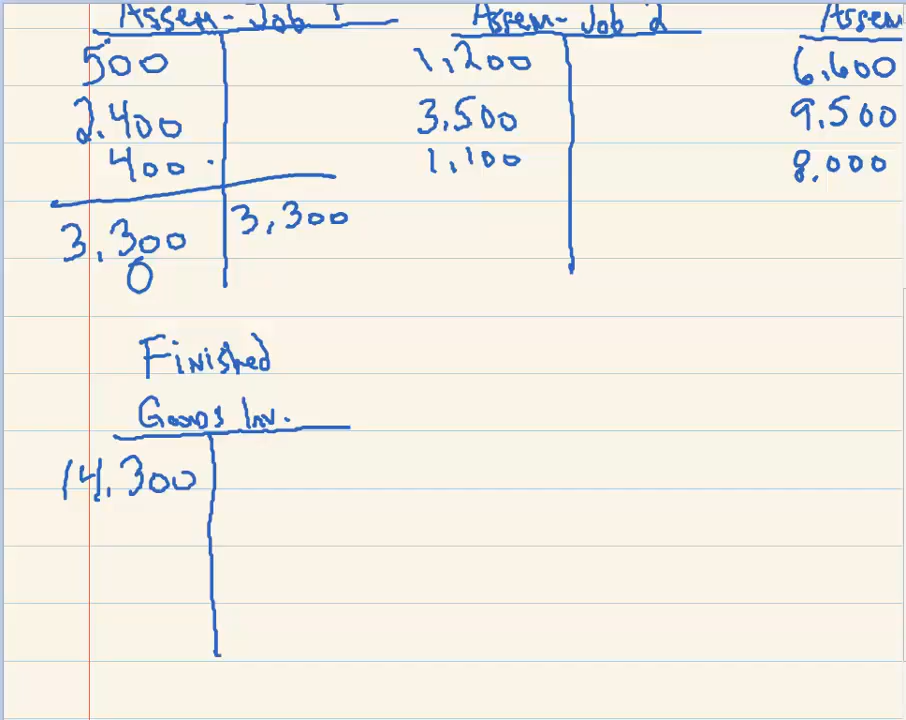 Assem- Job 1
500
2,400
400
3,300
3,300
0
Assem- Job 2
1,200
3,500
1,100
Assem
6,600
9,500
8,000
Finished
Goods Inv.
14,300